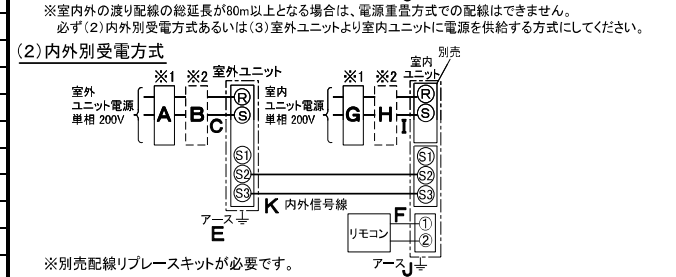 ※室内外の渡り配線の総延長が80m以上となる場合は、電源重畳方式での配線はできません。
必ず(2)内外別受電方式あるいは(3)室外ユニットより室内ユニットに電源を供給する方式にしてください。
(2)内外別受電方式
別売
※1 ※2 室外ユニット ※1 ※2 室内ユニット
室外
ユニット電源
単相 200V
A B C R S
室内
ユニット電源
単相 200V
G H I R S
S1 S1
S2 S2
S3 S3
K 内外信号線
アース
E
リモコン F ① ②
※別売配線リプレースキットが必要です。
アース J